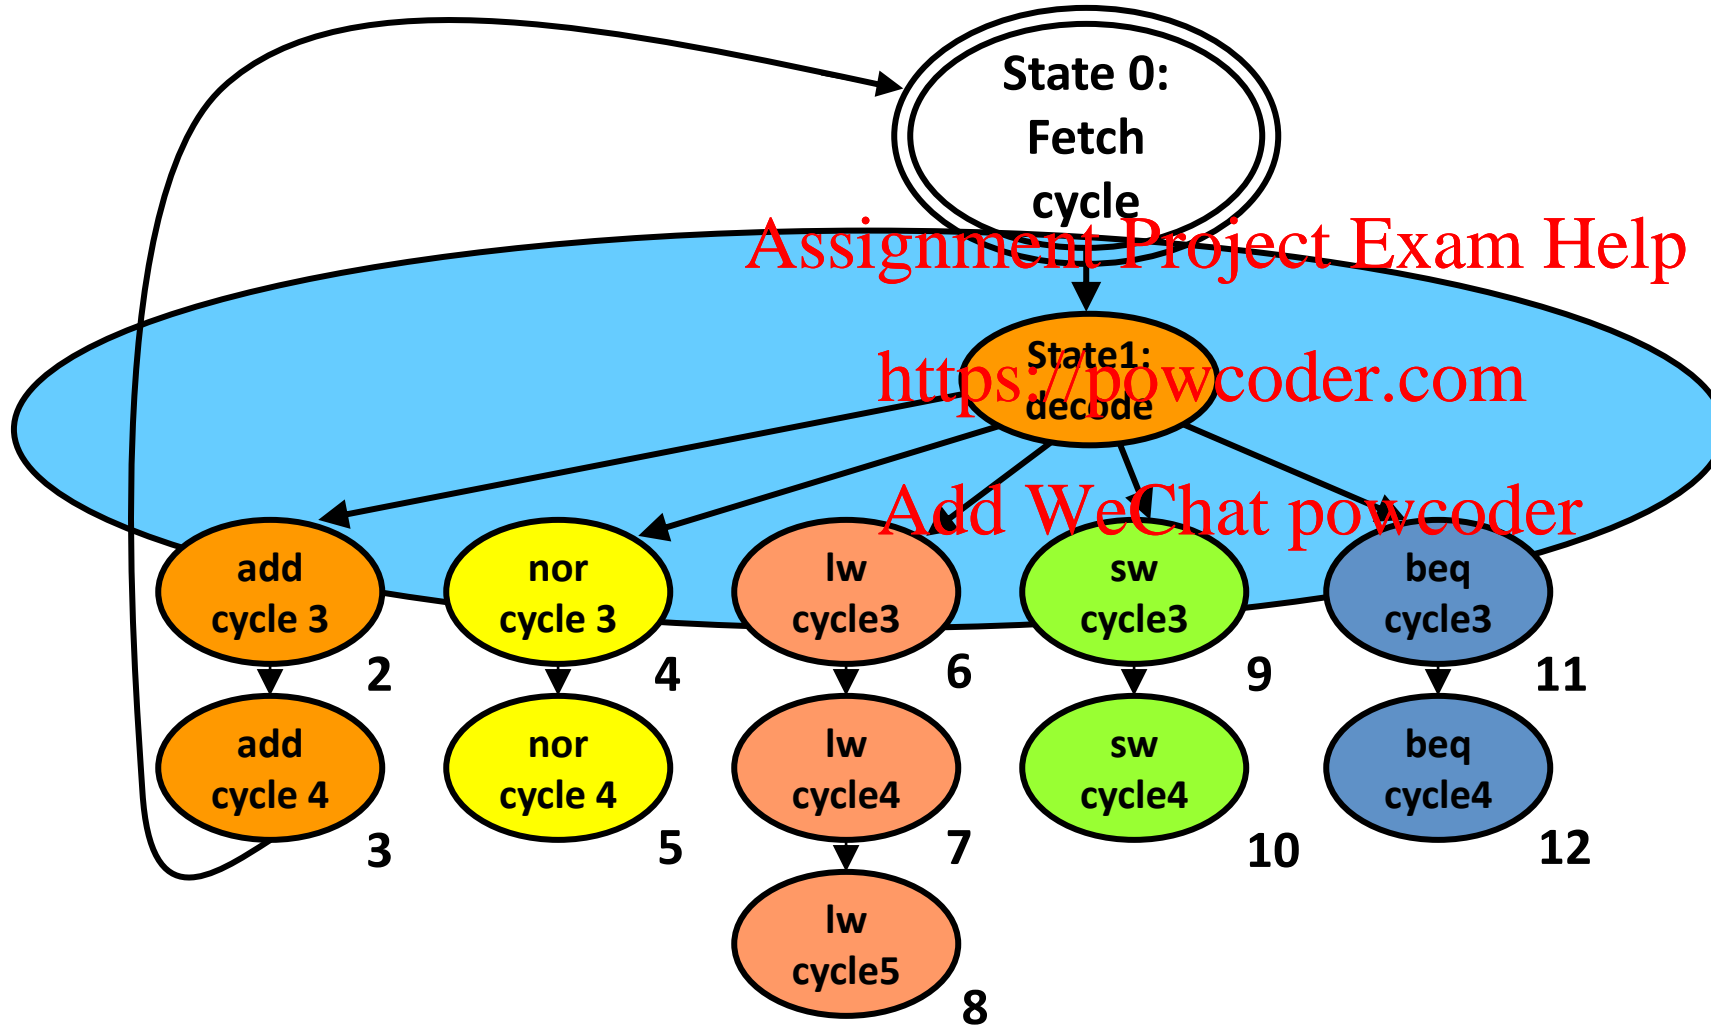 State 0:
Fetch
cycle
Assignment Project Exam Help
State1:
decode
https://powcoder.com
Add WeChat powcoder
add
cycle 3
2
nor
cycle 3
4
lw
cycle3
6
sw
cycle3
9
beq
cycle3
11
add
cycle 4
3
nor
cycle 4
5
lw
cycle4
7
sw
cycle4
10
beq
cycle4
12
lw
cycle5
8